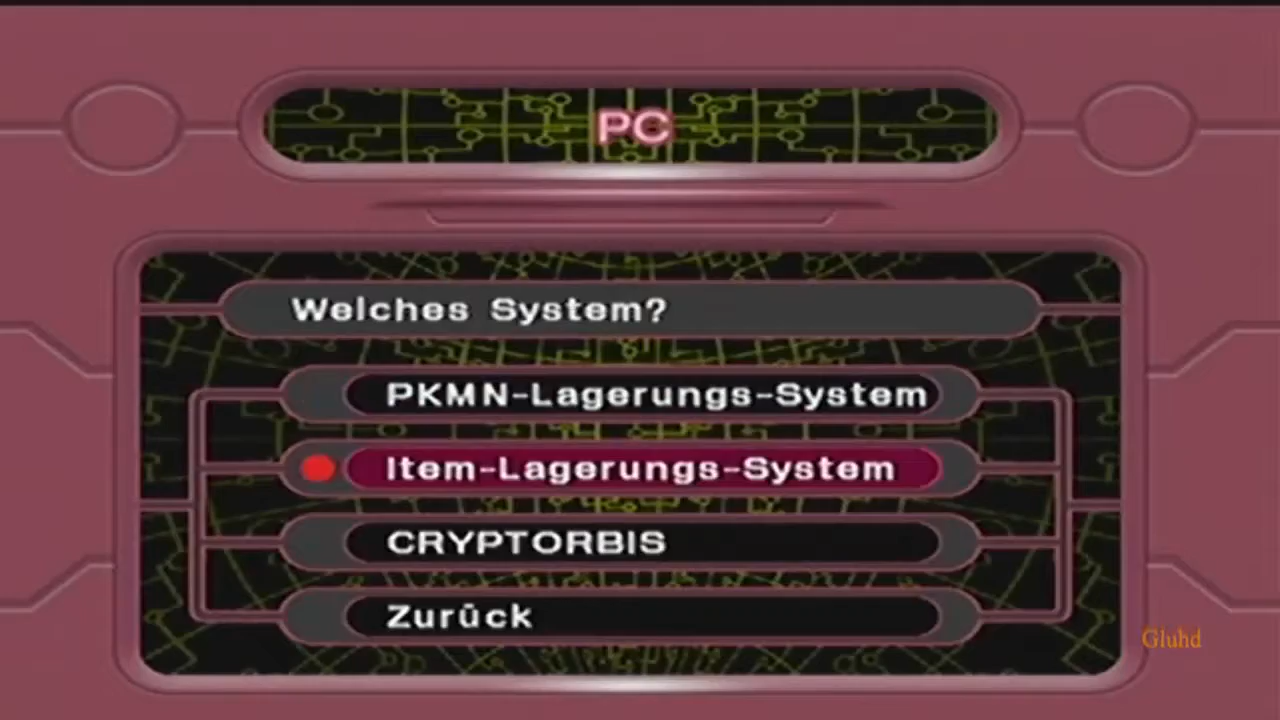 PC
Welches System?
PKMN-Lagerungs-System
Item-Lagerungs-System
CRYPTORBIS
Zurück
Gluhd